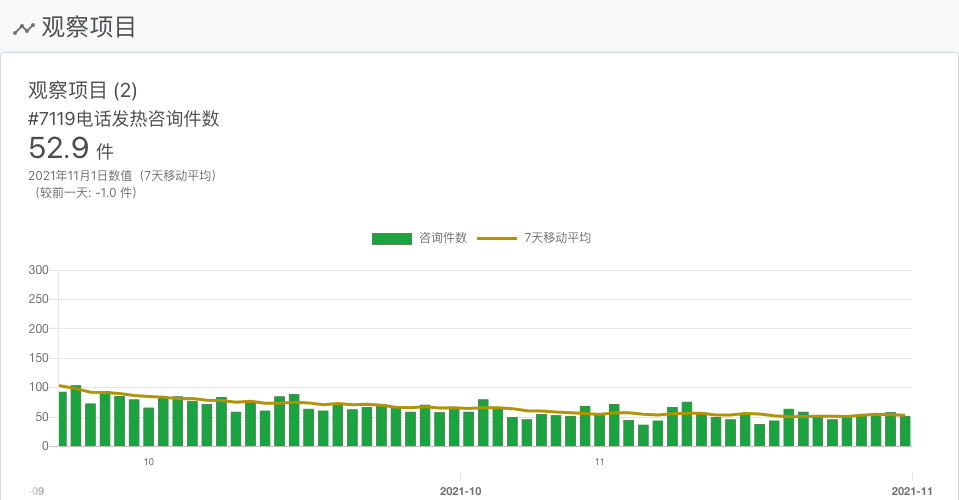 观察项目
观察项目 (2)
#7119电话发热咨询件数
52.9 件
2021年11月1日数值（7天移动平均）
（较前一天: -1.0 件）
咨询件数 7天移动平均
300
250
200
150
100
50
0
10 11
-09 2021-10 2021-11